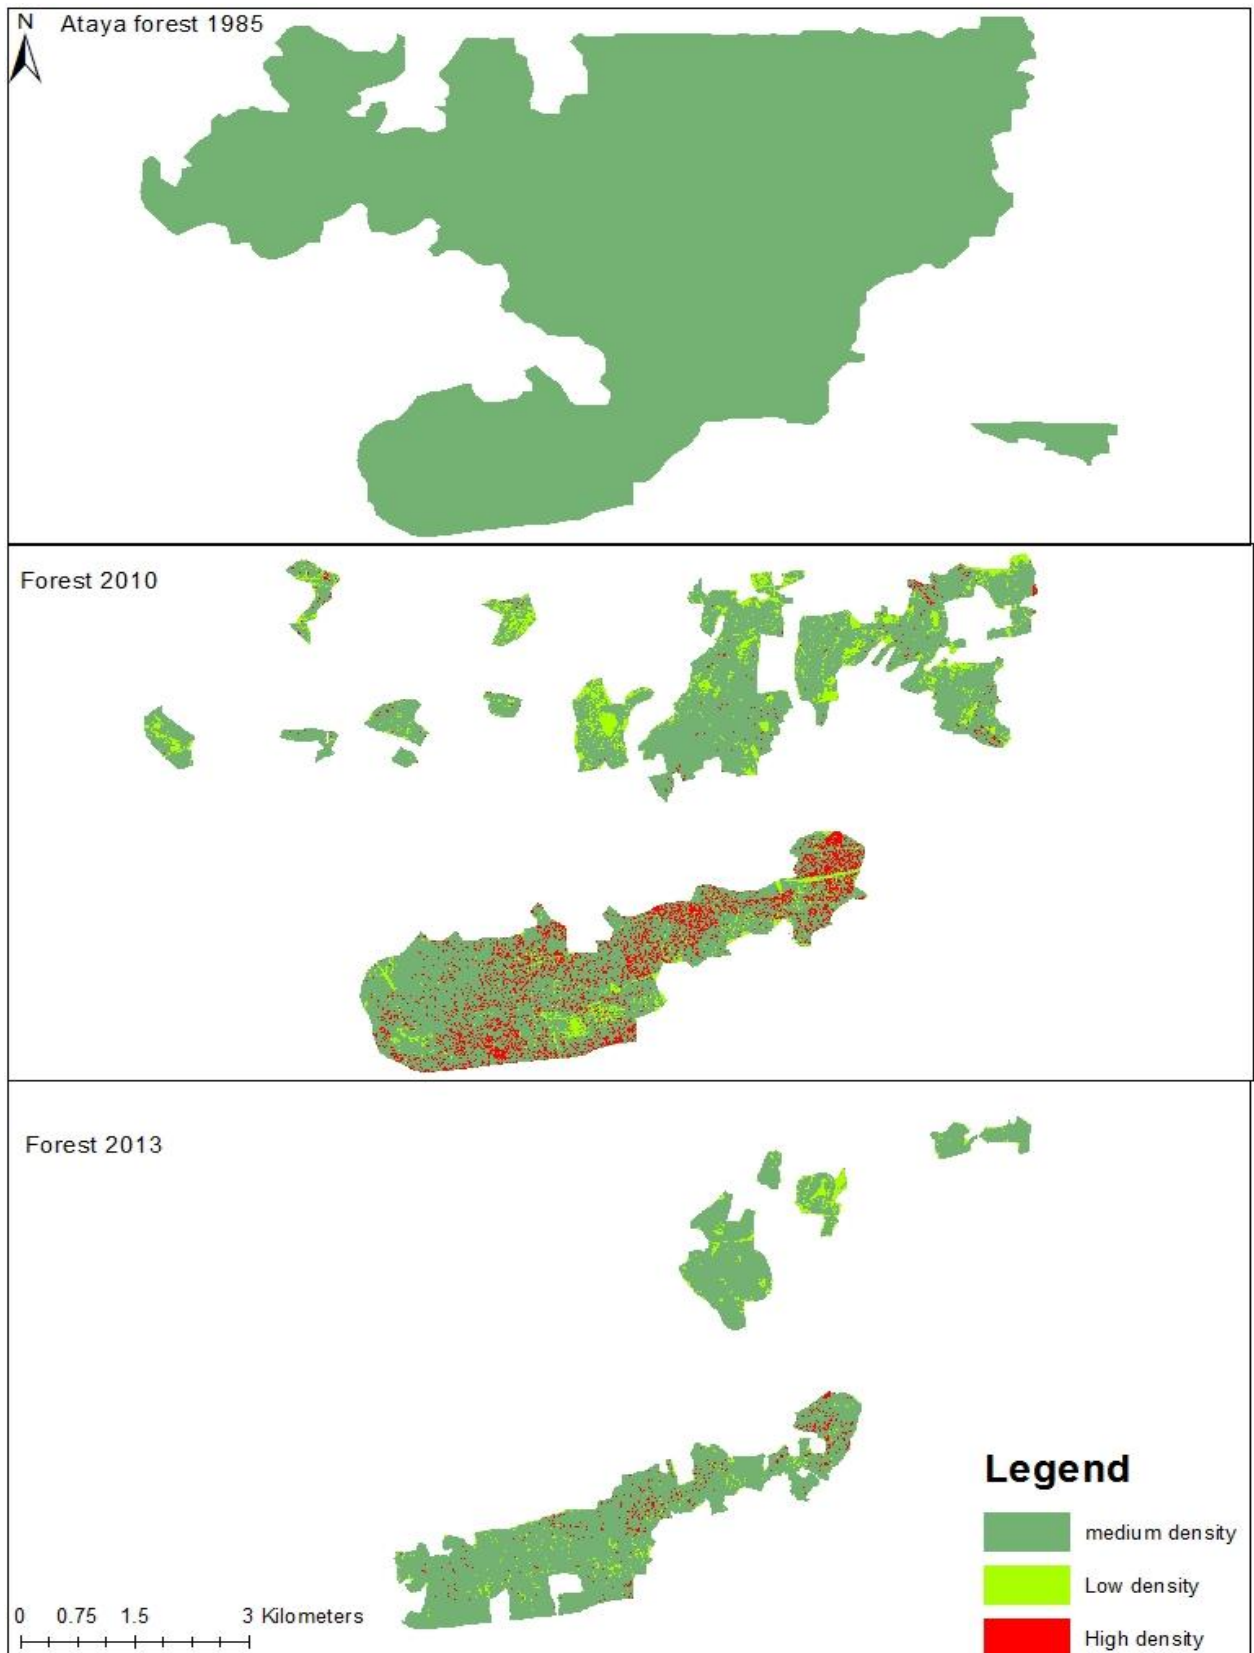 N
Ataya forest 1985
Forest 2010
Forest 2013
Legend
medium density
Low density
High density
0 0.75 1.5 3 Kilometers